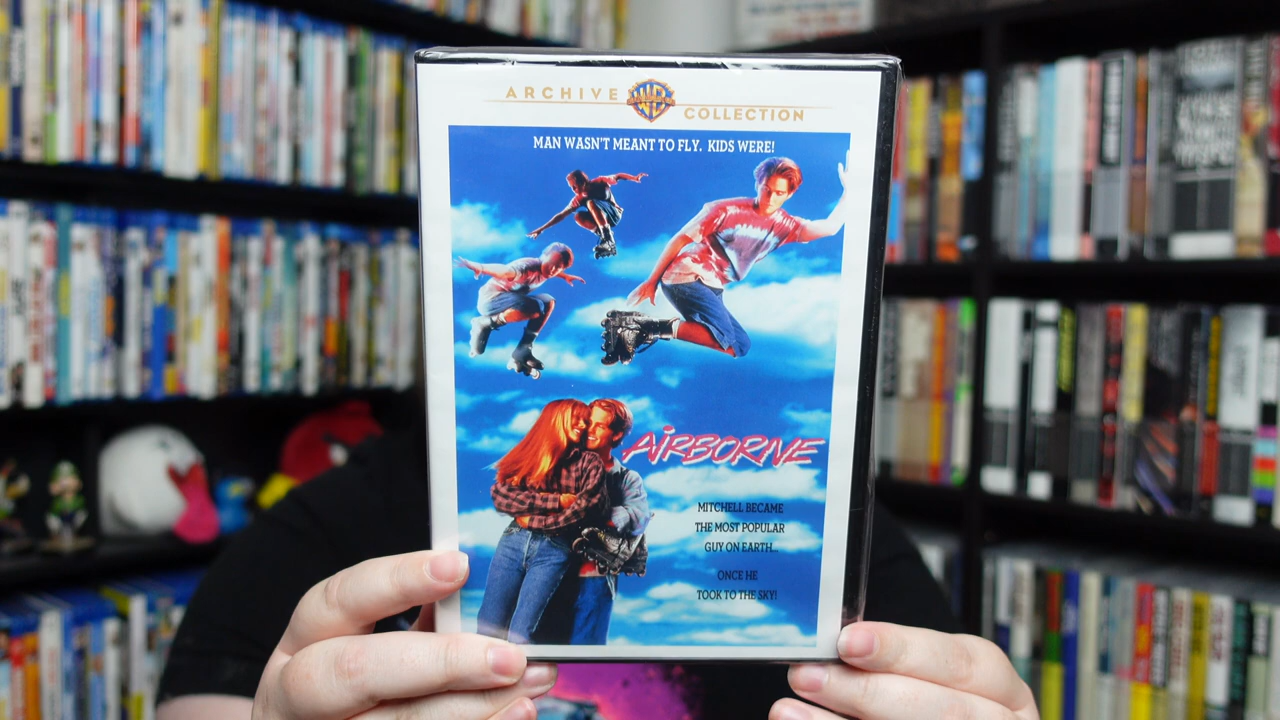 ARCHIVE COLLECTION
MAN WASN'T MEANT TO FLY. KIDS WERE!
AIRBORNE
MITCHELL BECAME
THE MOST POPULAR
GUY ON EARTH...
ONCE HE
TOOK TO THE SKY!